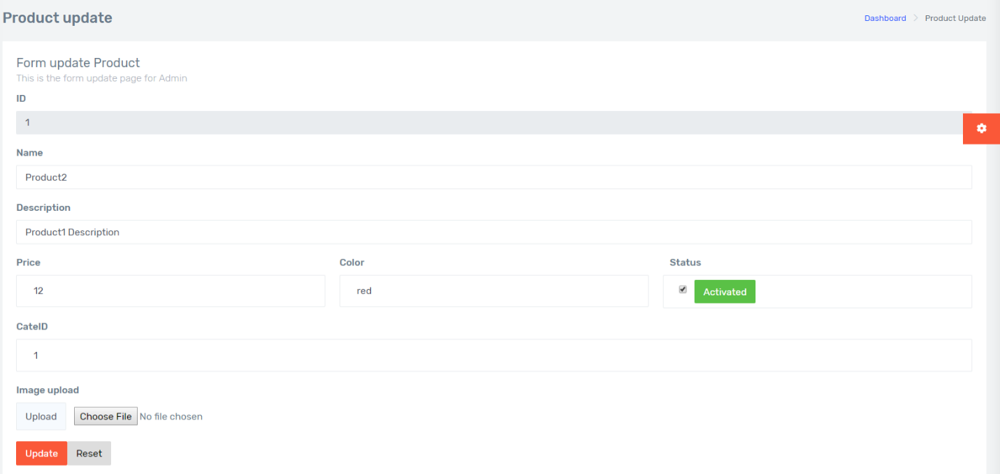 Product update
Dashboard > Product Update
Form update Product
This is the form update page for Admin
ID
1
Name
Product2
Description
Product1 Description
Price Color Status
12 red Activated
CateID
1
Image upload
Upload Choose File No file chosen
Update Reset